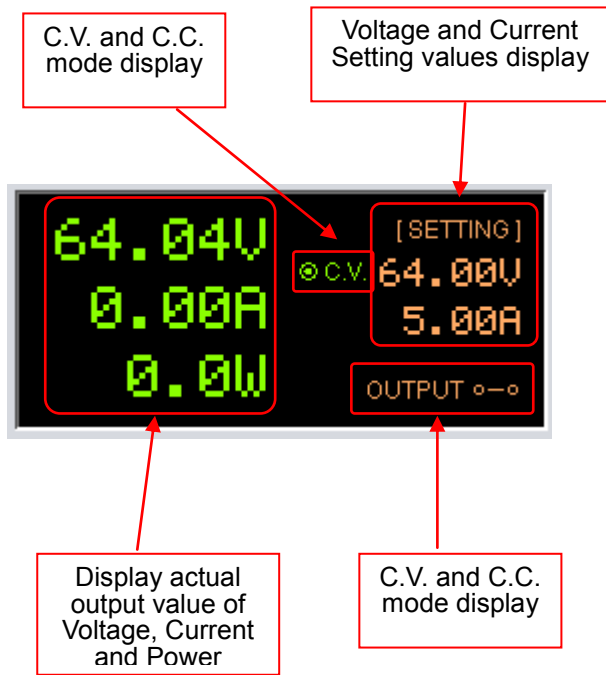 C.V. and C.C.
mode display
Voltage and Current
Setting values display
64.04V
0.00A
0.0W
C.V.
[SETTING]
64.00V
5.00A
OUTPUT
Display actual
output value of
Voltage, Current
and Power
C.V. and C.C.
mode display